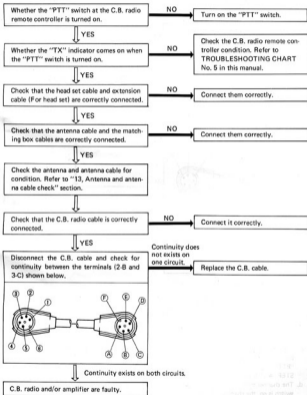 Whether the "PTT" switch at the C.B. radio
remote controller is turned on.
NO
Turn on the "PTT" switch.
YES
Whether the "TX" indicator comes on when
the "PTT" switch is turned on.
NO
Check the C.B. radio remote con-
troller condition. Refer to
TROUBLESHOOTING CHART
No. 5 in this manual.
YES
Check that the head set cable and extension
cable (For head set) are correctly connected.
NO
Connect them correctly.
YES
Check that the antenna cable and the match-
ing box cables are correctly connected.
NO
Connect them correctly.
YES
Check the antenna and antenna cable for
condition. Refer to "13, Antenna and anten-
na cable check" section.
Check that the C.B. radio cable is correctly
connected.
NO
Connect it correctly.
YES
Disconnect the C.B. cable and check for
continuity between the terminals (2-B and
3-C) shown below.
Continuity does
not exists on
one circuit.
Replace the C.B. cable.
3 2 1
F E D
4 5 6
A B C
Continuity exists on both circuits.
C.B. radio and/or amplifier are faulty.